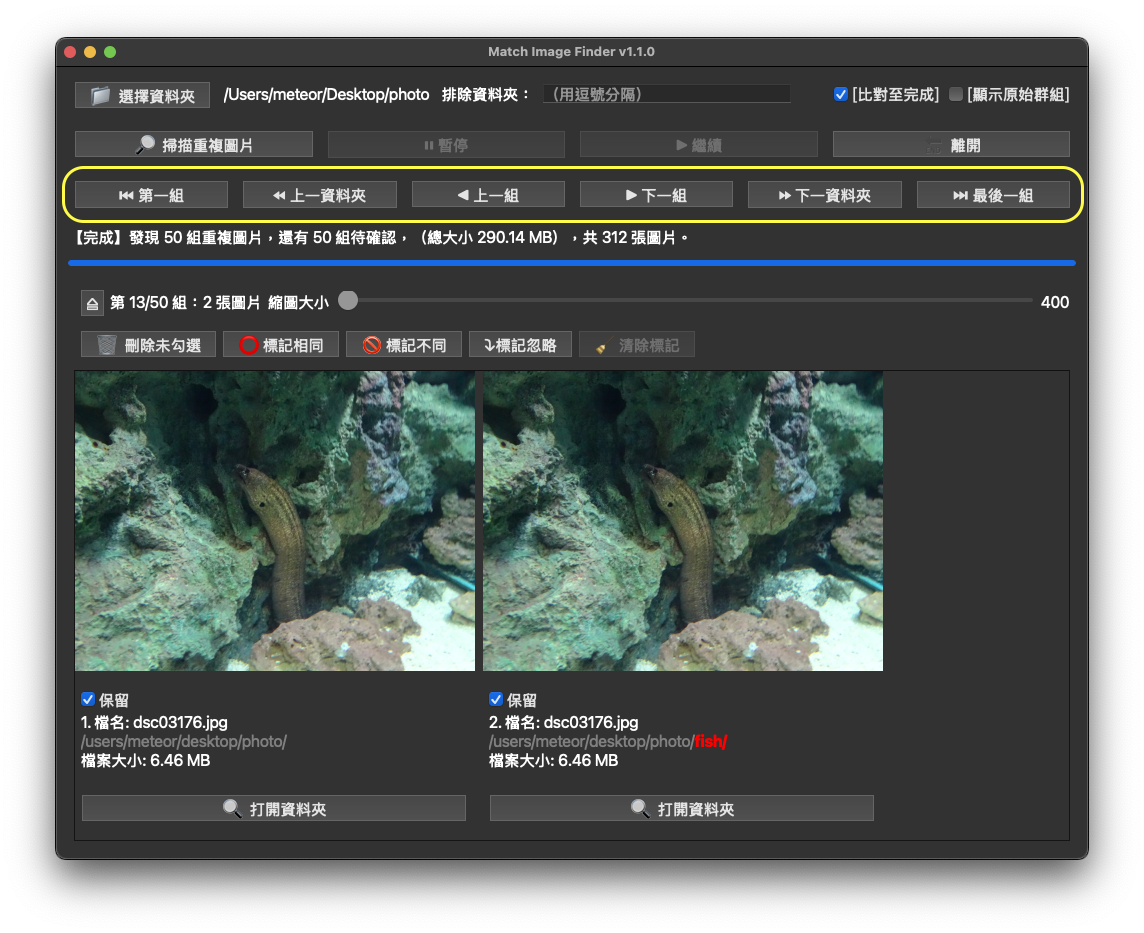 Match Image Finder v1.1.0
選擇資料夾 /Users/meteor/Desktop/photo 排除資料夾： (用逗號分隔) [比對至完成] [顯示原始群組]
掃描重複圖片 暫停 繼續 離開
第一組 上一資料夾 上一組 下一組 下一資料夾 最後一組
【完成】發現 50 組重複圖片，還有 50 組待確認，（總大小 290.14 MB），共 312 張圖片。
第 13/50 組：2 張圖片 縮圖大小 400
刪除未勾選 標記相同 標記不同 標記忽略 清除標記
保留 保留
1. 檔名: dsc03176.jpg 2. 檔名: dsc03176.jpg
/users/meteor/desktop/photo/ /users/meteor/desktop/photo/fish/
檔案大小: 6.46 MB 檔案大小: 6.46 MB
打開資料夾 打開資料夾